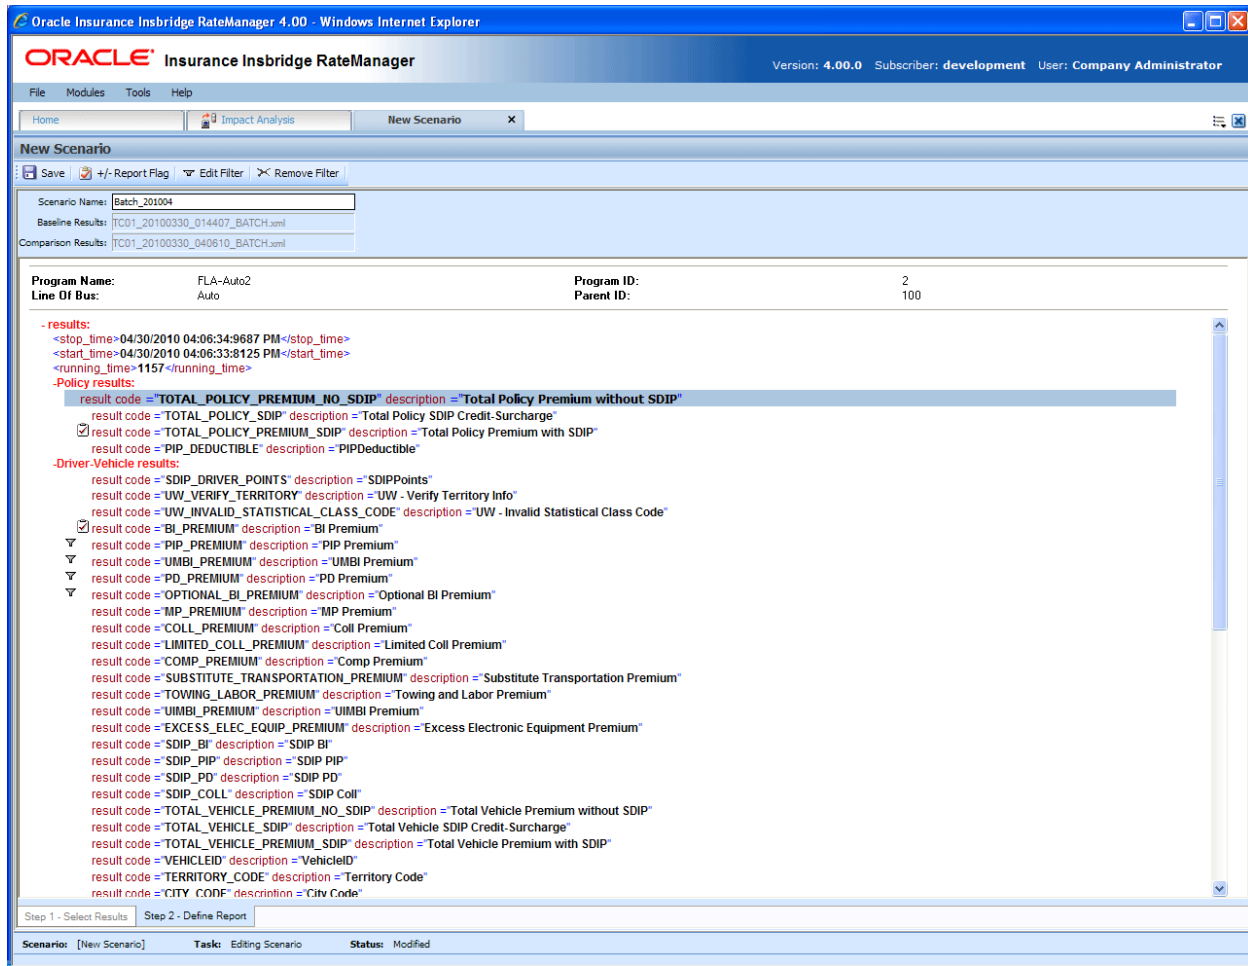 Oracle Insurance Insbridge RateManager 4.00 - Windows Internet Explorer
ORACLE® Insurance Insbridge RateManager
Version: 4.00.0 Subscriber: development User: Company Administrator
File Modules Tools Help
Home Impact Analysis New Scenario X
New Scenario
Save +/- Report Flag Edit Filter Remove Filter
Scenario Name: Batch_201004
Baseline Results: TC01_20100330_014407_BATCH.xml
Comparison Results: TC01_20100330_040610_BATCH.xml
Program Name: FLA-Auto2 Program ID: 2
Line Of Bus: Auto Parent ID: 100
- results:
<stop_time>04/30/2010 04:06:34:9687 PM</stop_time>
<start_time>04/30/2010 04:06:33:8125 PM</start_time>
<running_time>1157</running_time>
-Policy results:
result code ="TOTAL_POLICY_PREMIUM_NO_SDIP" description ="Total Policy Premium without SDIP"
result code ="TOTAL_POLICY_SDIP" description ="Total Policy SDIP Credit-Surcharge"
result code ="TOTAL_POLICY_PREMIUM_SDIP" description ="Total Policy Premium with SDIP"
result code ="PIP_DEDUCTIBLE" description ="PIPDeductible"
-Driver-Vehicle results:
result code ="SDIP_DRIVER_POINTS" description ="SDIPPoints"
result code ="UW_VERIFY_TERRITORY" description ="UW - Verify Territory Info"
result code ="UW_INVALID_STATISTICAL_CLASS_CODE" description ="UW - Invalid Statistical Class Code"
result code ="BI_PREMIUM" description ="BI Premium"
result code ="PIP_PREMIUM" description ="PIP Premium"
result code ="UMBI_PREMIUM" description ="UMBI Premium"
result code ="PD_PREMIUM" description ="PD Premium"
result code ="OPTIONAL_BI_PREMIUM" description ="Optional BI Premium"
result code ="MP_PREMIUM" description ="MP Premium"
result code ="COLL_PREMIUM" description ="Coll Premium"
result code ="LIMITED_COLL_PREMIUM" description ="Limited Coll Premium"
result code ="COMP_PREMIUM" description ="Comp Premium"
result code ="SUBSTITUTE_TRANSPORTATION_PREMIUM" description ="Substitute Transportation Premium"
result code ="TOWING_LABOR_PREMIUM" description ="Towing and Labor Premium"
result code ="UIMBI_PREMIUM" description ="UIMBI Premium"
result code ="EXCESS_ELEC_EQUIP_PREMIUM" description ="Excess Electronic Equipment Premium"
result code ="SDIP_BI" description ="SDIP BI"
result code ="SDIP_PIP" description ="SDIP PIP"
result code ="SDIP_PD" description ="SDIP PD"
result code ="SDIP_COLL" description ="SDIP Coll"
result code ="TOTAL_VEHICLE_PREMIUM_NO_SDIP" description ="Total Vehicle Premium without SDIP"
result code ="TOTAL_VEHICLE_SDIP" description ="Total Vehicle SDIP Credit-Surcharge"
result code ="TOTAL_VEHICLE_PREMIUM_SDIP" description ="Total Vehicle Premium with SDIP"
result code ="VEHICLEID" description ="VehicleID"
result code ="TERRITORY_CODE" description ="Territory Code"
result code ="CITY_CODE" description ="City Code"
Step 1 - Select Results Step 2 - Define Report
Scenario: [New Scenario] Task: Editing Scenario Status: Modified